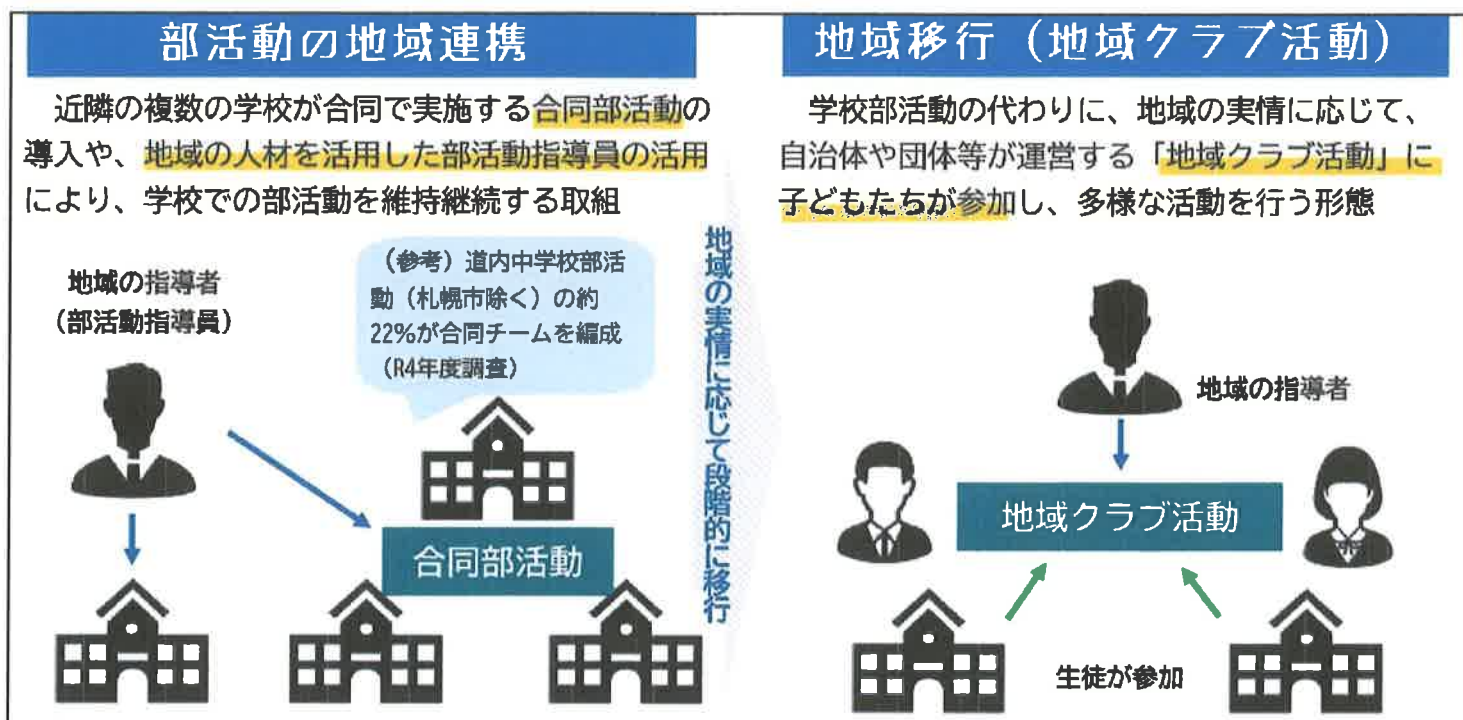 部活動の地域連携
近隣の複数の学校が合同で実施する合同部活動の
導入や、地域の人材を活用した部活動指導員の活用
により、学校での部活動を維持継続する取組
地域の指導者
（部活動指導員）
（参考）道内中学校部活
動（札幌市除く）の約
22%が合同チームを編成
（R4年度調査）
合同部活動
地域の実情に応じて段階的に移行
地域移行（地域クラブ活動）
学校部活動の代わりに、地域の実情に応じて、
自治体や団体等が運営する「地域クラブ活動」に
子どもたちが参加し、多様な活動を行う形態
地域の指導者
地域クラブ活動
生徒が参加